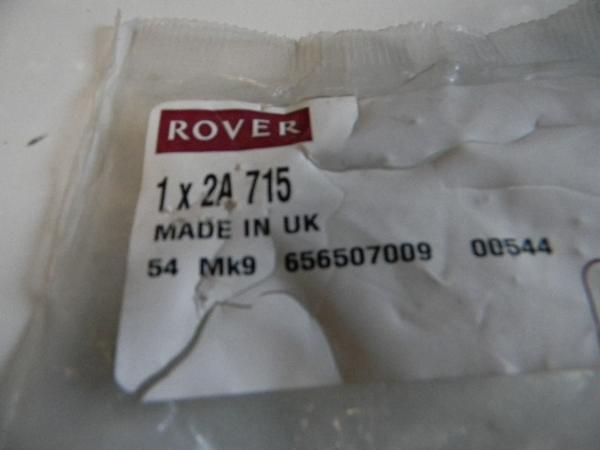 ROVER
1 x 2A 715
MADE IN UK
54 Mk9 656507009 00544